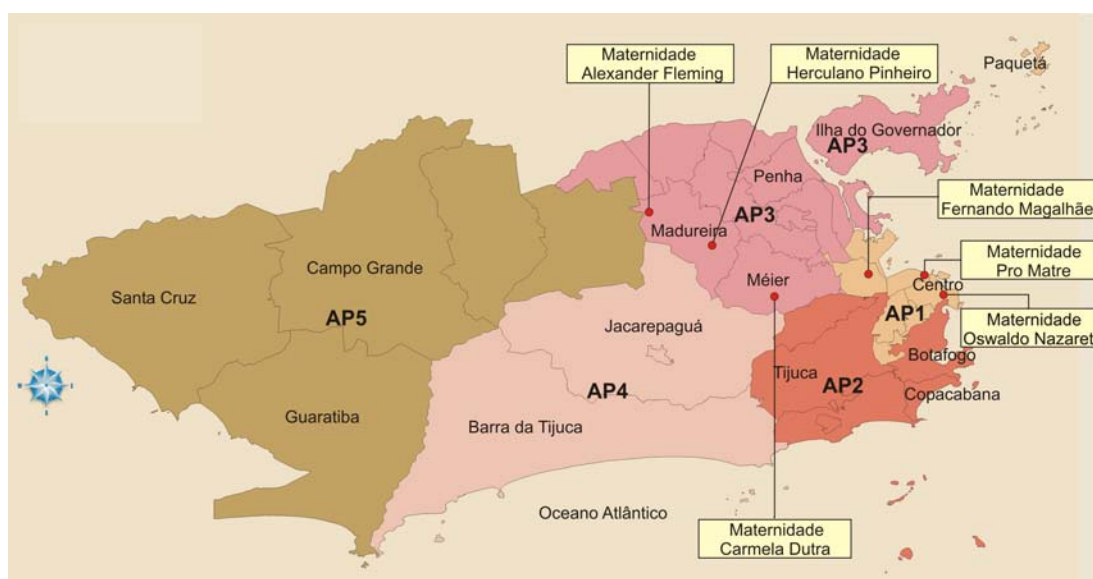 Maternidade
Alexander Fleming
Maternidade
Herculano Pinheiro
Paquetá
Ilha do Governador
AP3
Penha
Maternidade
Fernando Magalhãe
AP3
Madureira
Maternidade
Pro Matre
Campo Grande
Méier
Centro
Santa Cruz
AP5
AP1
Maternidade
Oswaldo Nazaret
Jacarepaguá
Botafogo
Tijuca
AP2
AP4
Copacabana
Guaratiba
Barra da Tijuca
Oceano Atlântico
Maternidade
Carmela Dutra